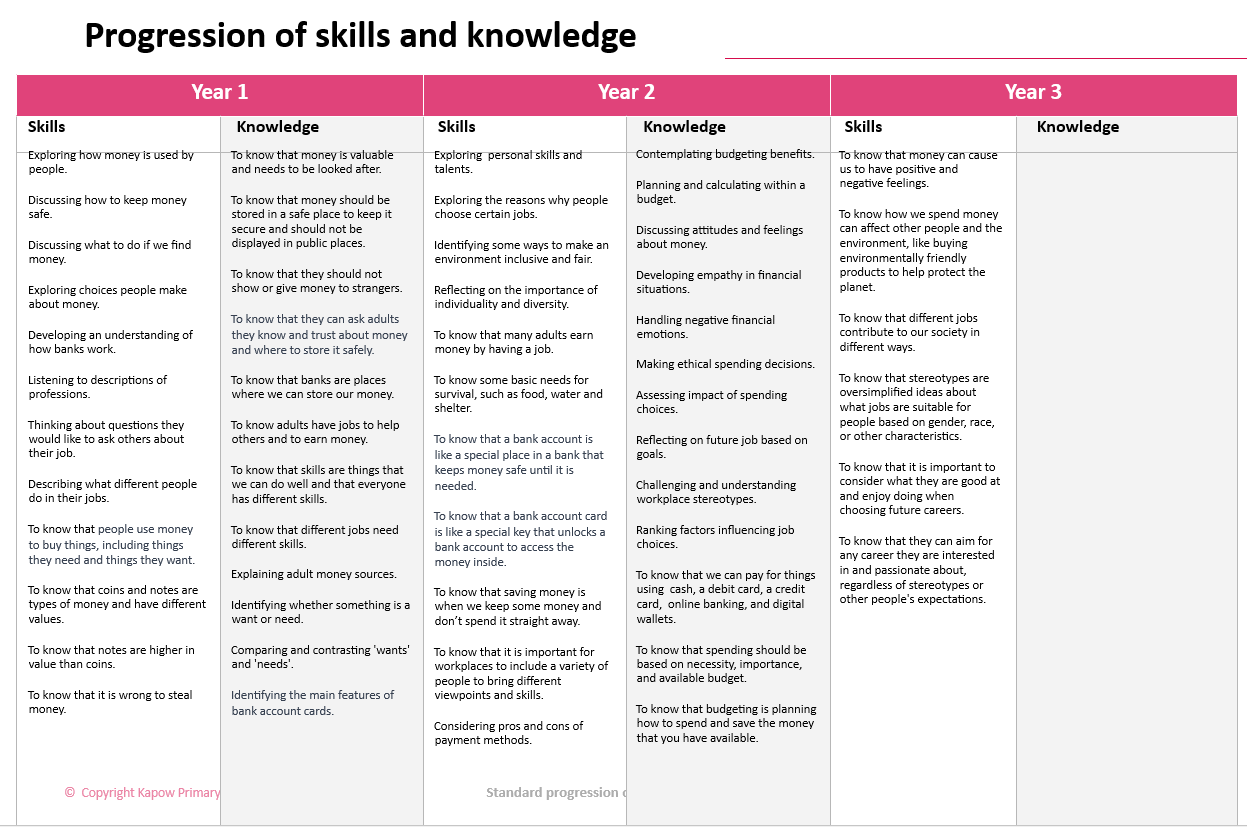 Progression of skills and knowledge
Year 1
Year 2
Year 3
Skills
Knowledge
Skills
Knowledge
Skills
Knowledge
Exploring how money is used by
people.
Discussing how to keep money
safe.
Discussing what to do if we find
money.
Exploring choices people make
about money.
Developing an understanding of
how banks work.
Listening to descriptions of
professions.
Thinking about questions they
would like to ask others about
their job.
Describing what different people
do in their jobs.
To know that people use money
to buy things, including things
they need and things they want.
To know that coins and notes are
types of money and have different
values.
To know that notes are higher in
value than coins.
To know that it is wrong to steal
money.
To know that money is valuable
and needs to be looked after.
To know that money should be
stored in a safe place to keep it
secure and should not be
displayed in public places.
To know that they should not
show or give money to strangers.
To know that they can ask adults
they know and trust about money
and where to store it safely.
To know that banks are places
where we can store our money.
To know adults have jobs to help
others and to earn money.
To know that skills are things that
we can do well and that everyone
has different skills.
To know that different jobs need
different skills.
Explaining adult money sources.
Identifying whether something is a
want or need.
Comparing and contrasting 'wants'
and 'needs'.
Identifying the main features of
bank account cards.
Exploring  personal skills and
talents.
Exploring the reasons why people
choose certain jobs.
Identifying some ways to make an
environment inclusive and fair.
Reflecting on the importance of
individuality and diversity.
To know that many adults earn
money by having a job.
To know some basic needs for
survival, such as food, water and
shelter.
To know that a bank account is
like a special place in a bank that
keeps money safe until it is
needed.
To know that a bank account card
is like a special key that unlocks a
bank account to access the
money inside.
To know that saving money is
when we keep some money and
don’t spend it straight away.
To know that it is important for
workplaces to include a variety of
people to bring different
viewpoints and skills.
Considering pros and cons of
payment methods.
Contemplating budgeting benefits.
Planning and calculating within a
budget.
Discussing attitudes and feelings
about money.
Developing empathy in financial
situations.
Handling negative financial
emotions.
Making ethical spending decisions.
Assessing impact of spending
choices.
Reflecting on future job based on
goals.
Challenging and understanding
workplace stereotypes.
Ranking factors influencing job
choices.
To know that we can pay for things
using  cash, a debit card, a credit
card,  online banking, and digital
wallets.
To know that spending should be
based on necessity, importance,
and available budget.
To know that budgeting is planning
how to spend and save the money
that you have available.
To know that money can cause
us to have positive and
negative feelings.
To know how we spend money
can affect other people and the
environment, like buying
environmentally friendly
products to help protect the
planet.
To know that different jobs
contribute to our society in
different ways.
To know that stereotypes are
oversimplified ideas about
what jobs are suitable for
people based on gender, race,
or other characteristics.
To know that it is important to
consider what they are good at
and enjoy doing when
choosing future careers.
To know that they can aim for
any career they are interested
in and passionate about,
regardless of stereotypes or
other people's expectations.
© Copyright Kapow Primary
Standard progression